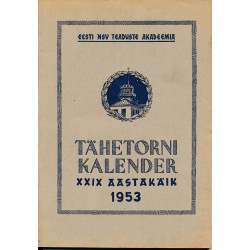 EESTI NSV TEADUSTE AKADEEMIA
TÄHETORNI
KALENDER
XXIX AASTAKÄIK
1953